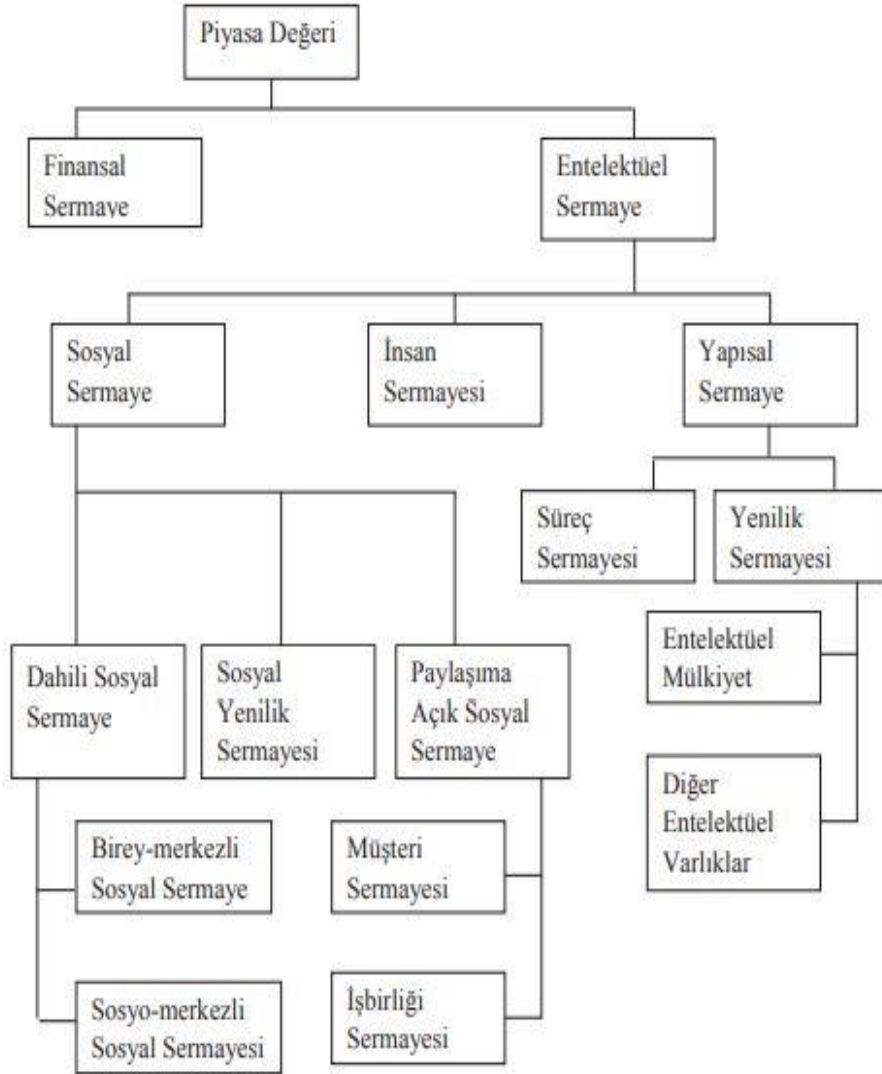 Piyasa Değeri
Finansal
Sermaye
Entelektüel
Sermaye
Sosyal
Sermaye
İnsan
Sermayesi
Yapısal
Sermaye
Süreç
Sermayesi
Yenilik
Sermayesi
Dahili Sosyal
Sermaye
Sosyal
Yenilik
Sermayesi
Paylaşıma
Açık Sosyal
Sermaye
Entelektüel
Mülkiyet
Diğer
Entelektüel
Varlıklar
Birey-merkezli
Sosyal Sermaye
Müşteri
Sermayesi
Sosyo-merkezli
Sosyal Sermayesi
İşbirliği
Sermayesi